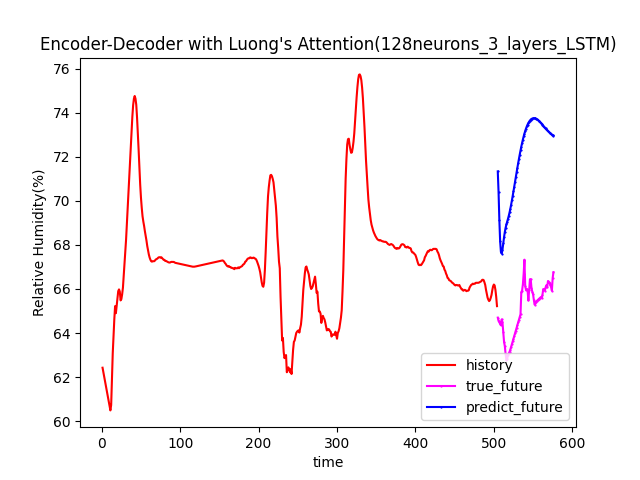 Encoder-Decoder with Luong's Attention(128neurons_3_layers_LSTM)
76
74
72
70
68
66
64
62
60
Relative Humidity(%)
0 100 200 300 400 500 600
time
history
true_future
predict_future